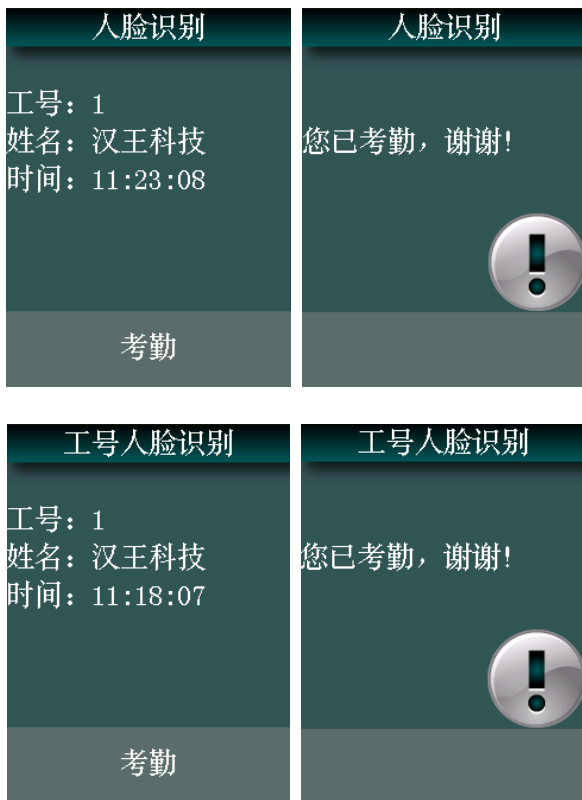 人脸识别
工号：1
姓名：汉王科技
时间：11:23:08
考勤
人脸识别
您已考勤，谢谢!
工号人脸识别
工号：1
姓名：汉王科技
时间：11:18:07
考勤
工号人脸识别
您已考勤，谢谢!